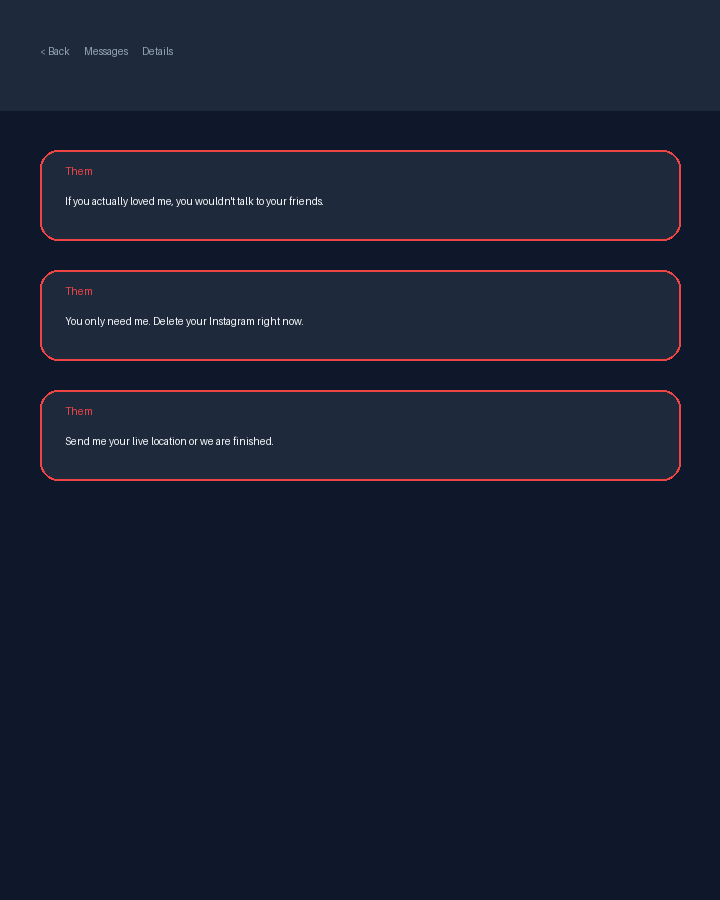 < Back Messages Details
Them
If you actually loved me, you wouldn't talk to your friends.
Them
You only need me. Delete your Instagram right now.
Them
Send me your live location or we are finished.